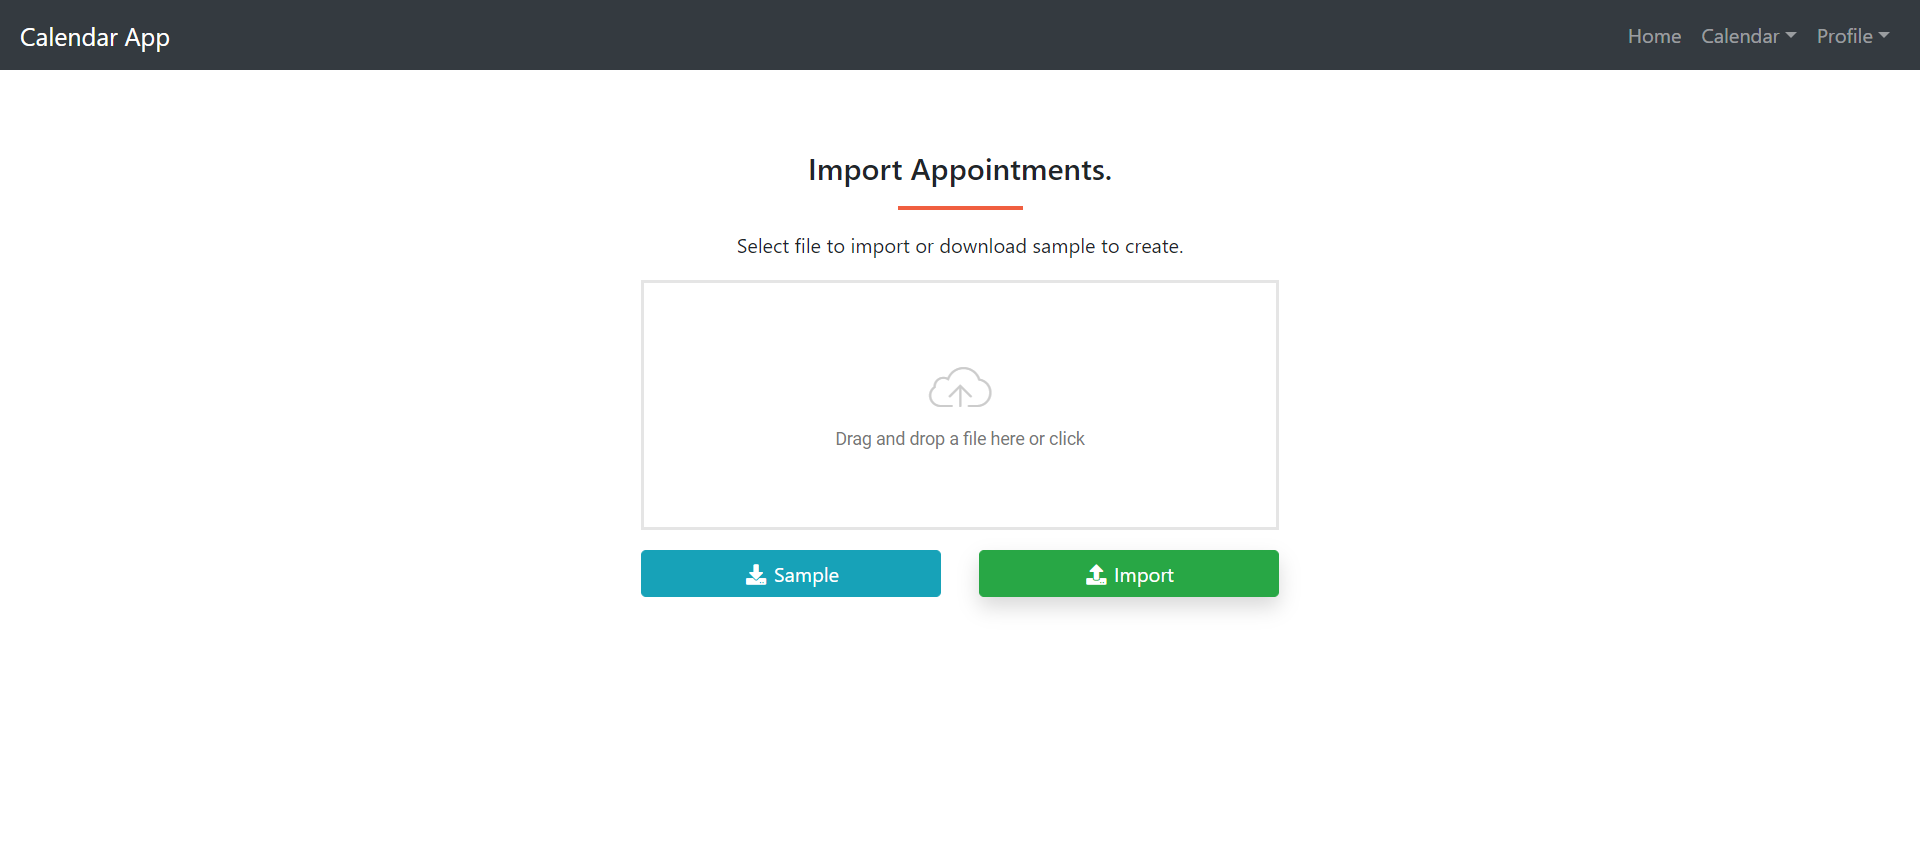 Calendar App
Home
Calendar
Profile
Import Appointments.
Select file to import or download sample to create.
Drag and drop a file here or click
Sample
Import